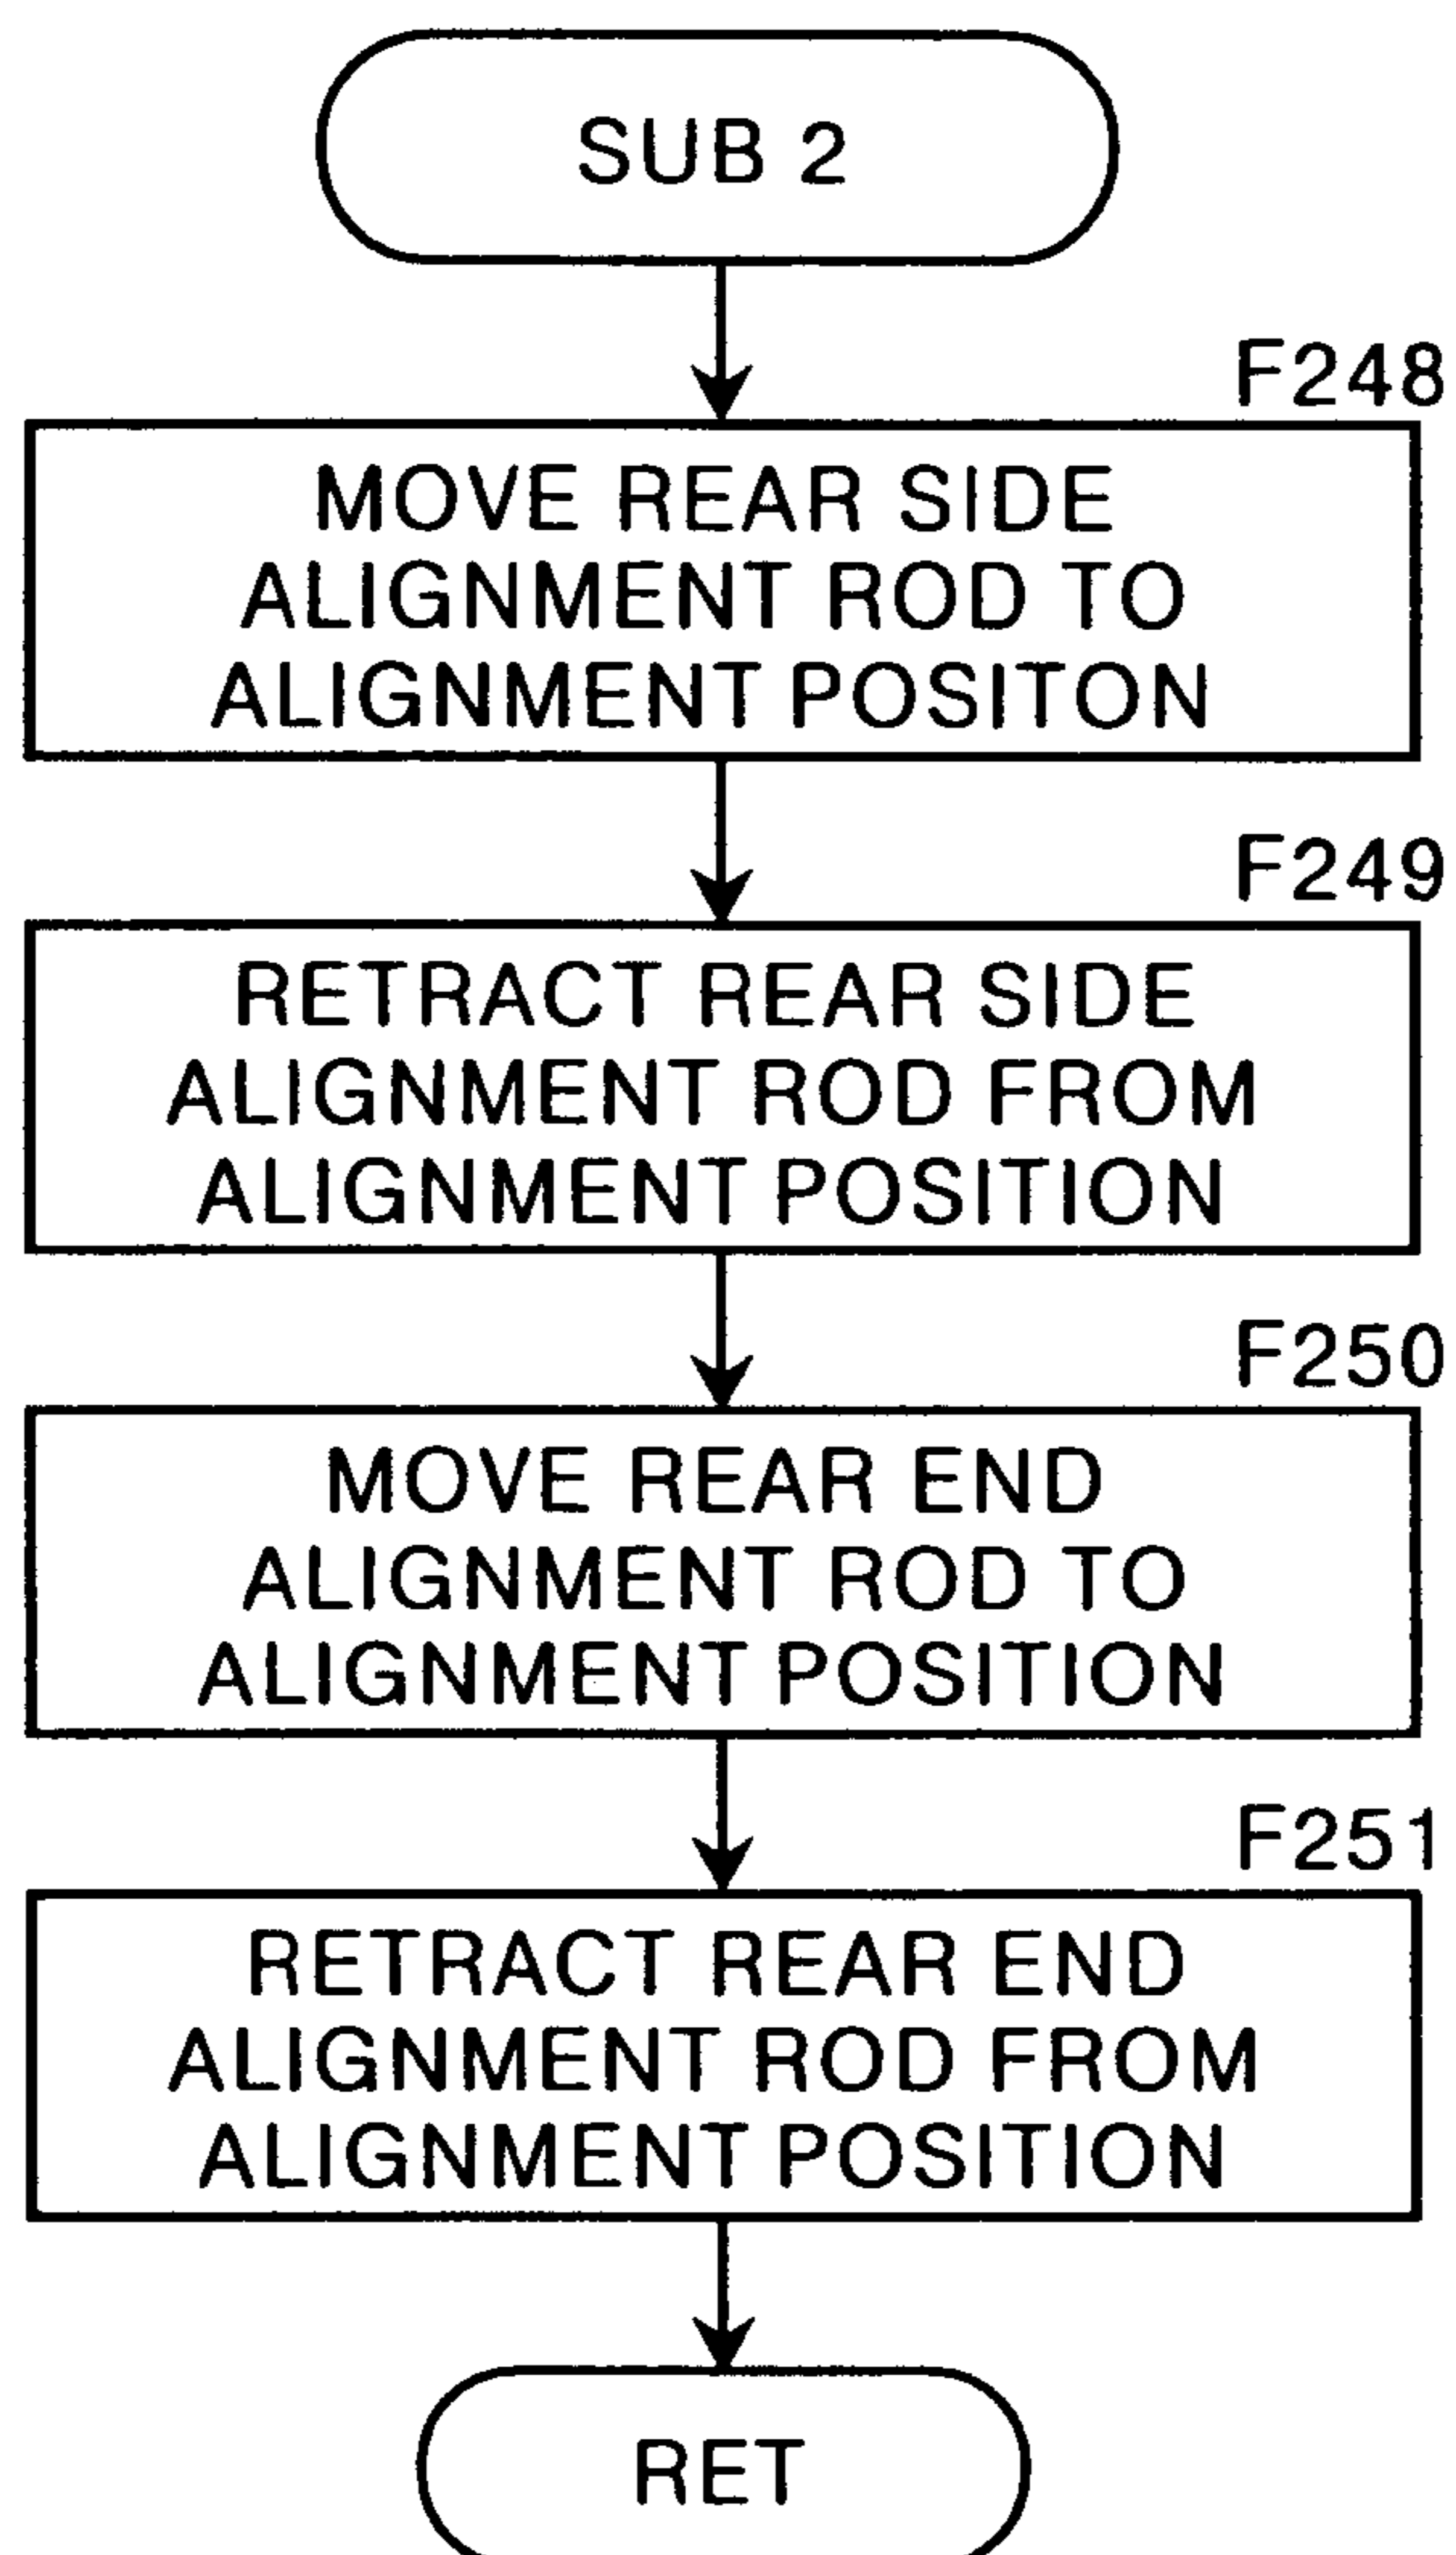 SUB 2
F248
MOVE REAR SIDE
ALIGNMENT ROD TO
ALIGNMENT POSITON
F249
RETRACT REAR SIDE
ALIGNMENT ROD FROM
ALIGNMENT POSITION
F250
MOVE REAR END
ALIGNMENT ROD TO
ALIGNMENT POSITION
F251
RETRACT REAR END
ALIGNMENT ROD FROM
ALIGNMENT POSITION
RET